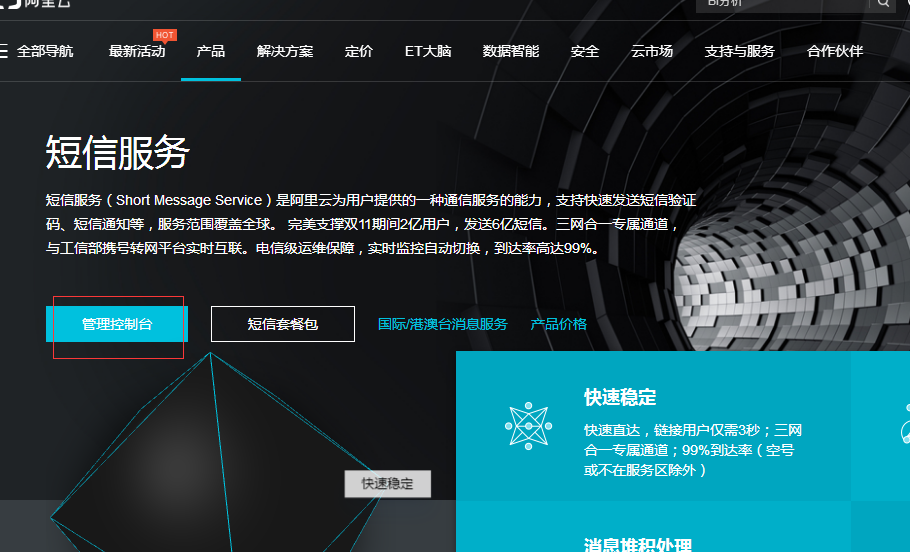 阿里云
BI分析
全部导航
最新活动
HOT
产品
解决方案
定价
ET大脑
数据智能
安全
云市场
支持与服务
合作伙伴
短信服务
短信服务（Short Message Service）是阿里云为用户提供的一种通信服务的能力，支持快速发送短信验证
码、短信通知等，服务范围覆盖全球。 完美支撑双11期间2亿用户，发送6亿短信。三网合一专属通道，
与工信部携号转网平台实时互联。电信级运维保障，实时监控自动切换，到达率高达99%。
管理控制台
短信套餐包
国际/港澳台消息服务
产品价格
快速稳定
快速直达，链接用户仅需3秒；三网
合一专属通道；99%到达率（空号
或不在服务区除外）
快速稳定
消息堆积处理